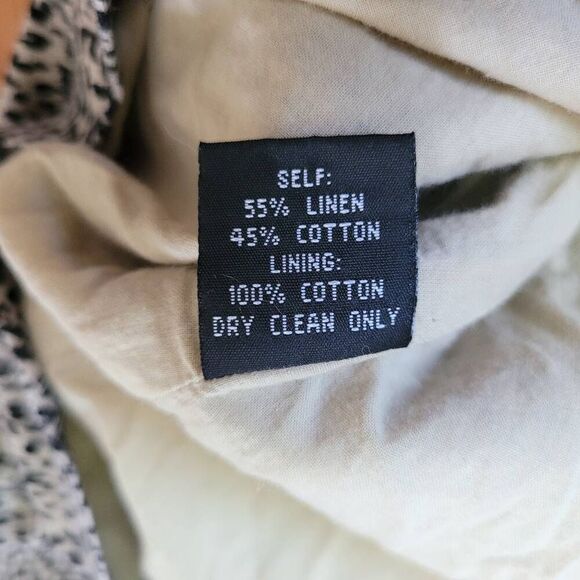 SELF:
55% LINEN
45% COTTON
LINING:
100% COTTON
DRY CLEAN ONLY